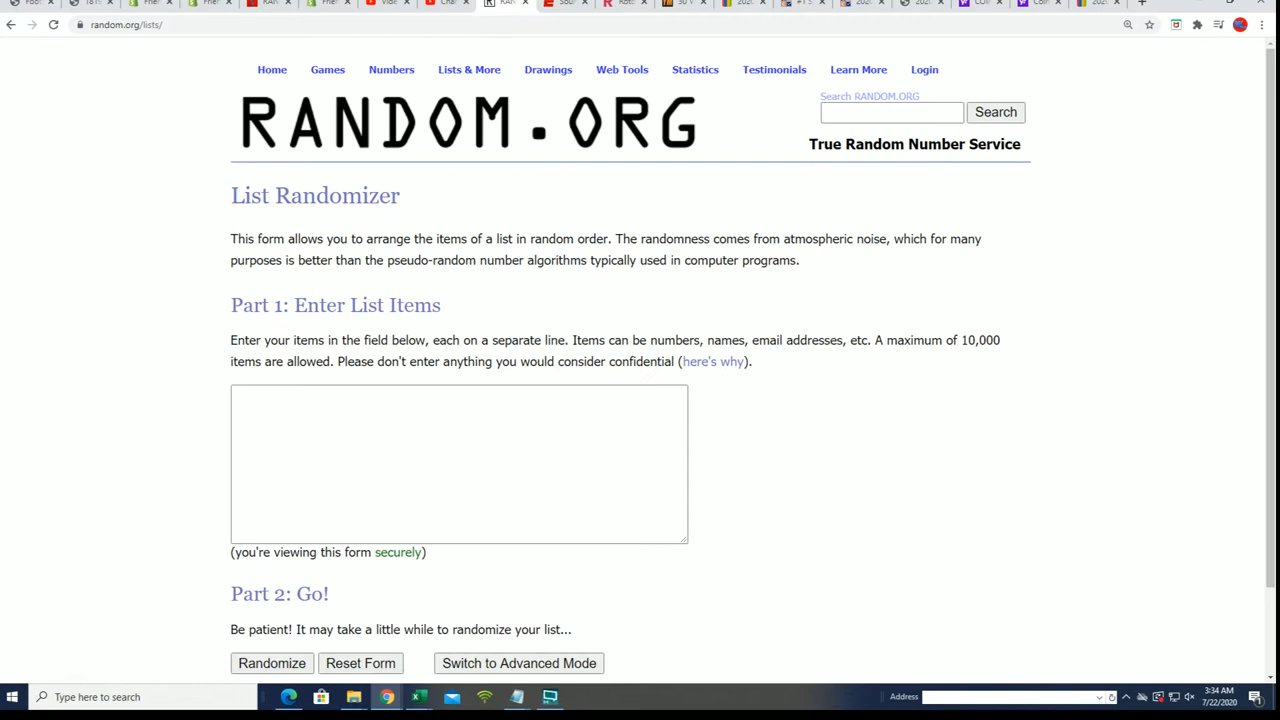 random.org/lists/
Home Games Numbers Lists & More Drawings Web Tools Statistics Testimonials Learn More Login
RANDOM.ORG
Search RANDOM.ORG
Search
True Random Number Service
List Randomizer
This form allows you to arrange the items of a list in random order. The randomness comes from atmospheric noise, which for many
purposes is better than the pseudo-random number algorithms typically used in computer programs.
Part 1: Enter List Items
Enter your items in the field below, each on a separate line. Items can be numbers, names, email addresses, etc. A maximum of 10,000
items are allowed. Please don't enter anything you would consider confidential (here's why).
(you're viewing this form securely)
Part 2: Go!
Be patient! It may take a little while to randomize your list...
Randomize Reset Form Switch to Advanced Mode
Type here to search
Address
3:34 AM
7/22/2020